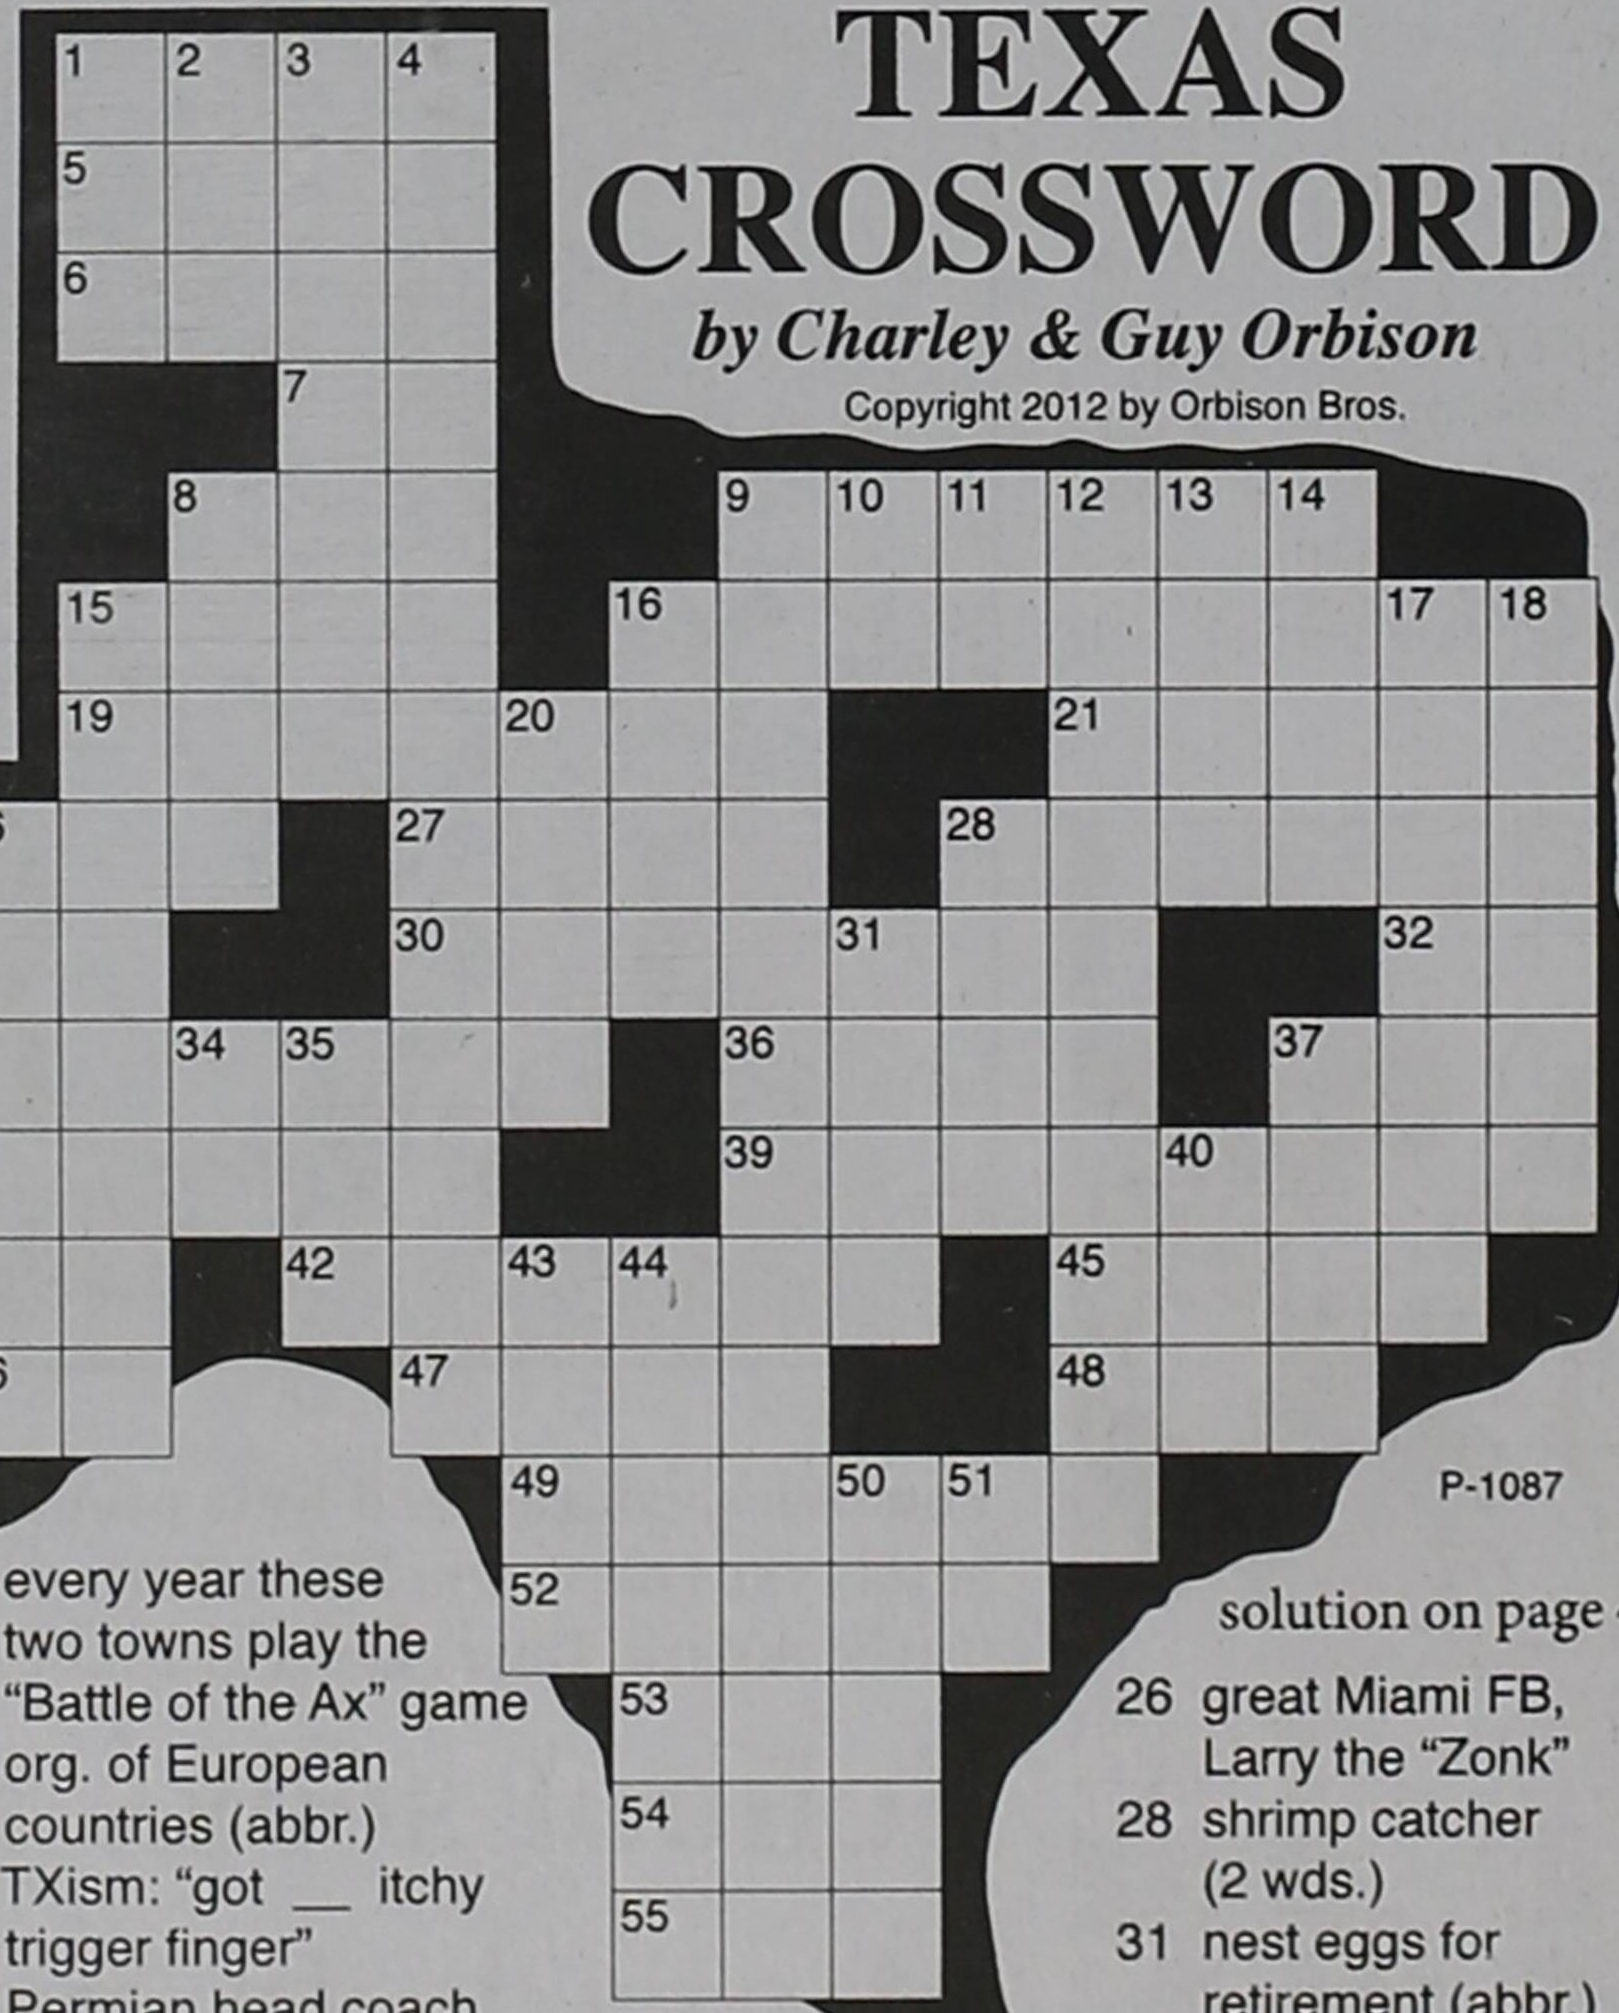 TEXAS
CROSSWORD
by Charley & Guy Orbison
Copyright 2012 by Orbison Bros.
1 2 3 4
5
6
7
8 9 10 11 12 13 14
15 16 17 18
19 20 21
27 28
30 31 32
34 35 36 37
39 40
42 43 44 45
47 48
49 50 51
P-1087
52
53
54
55
every year these
two towns play the
“Battle of the Ax” game
org. of European
countries (abbr.)
TXism: “got __ itchy
trigger finger”
Permian head coach
solution on page
26 great Miami FB,
Larry the “Zonk”
28 shrimp catcher
(2 wds.)
31 nest eggs for
retirement (abbr.)